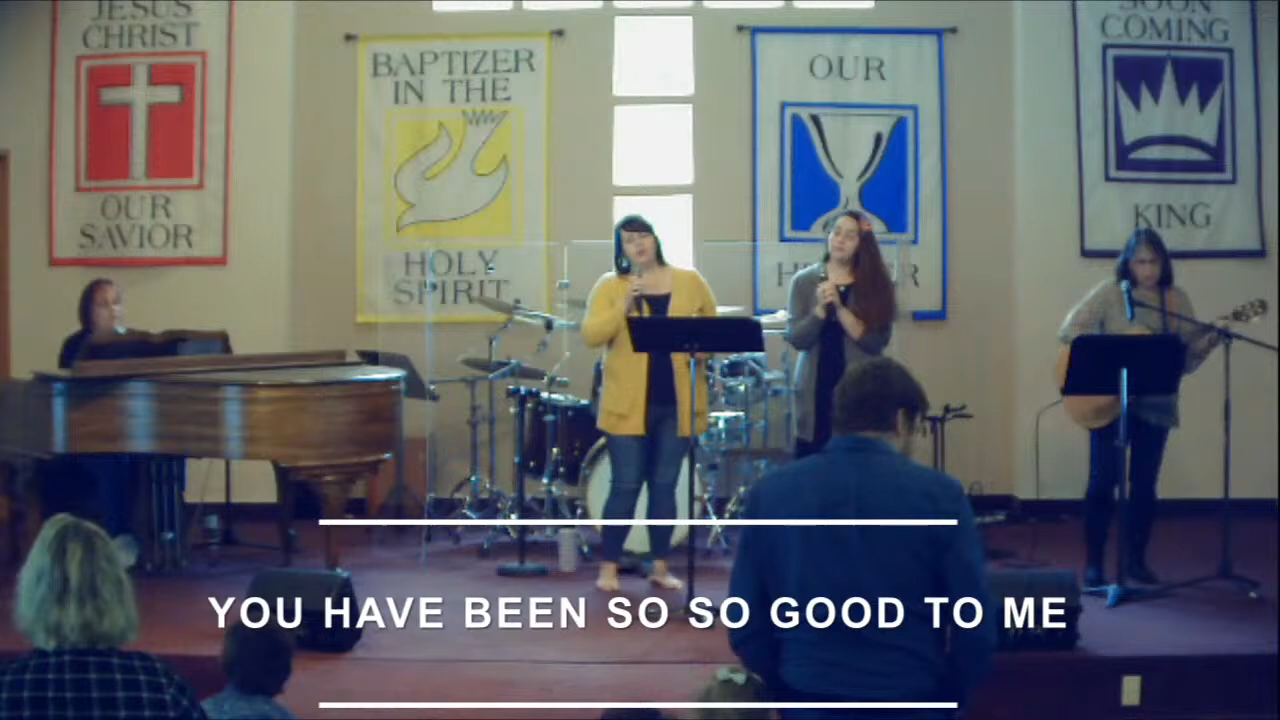 JESUS
CHRIST
OUR
SAVIOR
BAPTIZER
IN THE
HOLY
SPIRIT
OUR
SOON
COMING
KING
YOU HAVE BEEN SO SO GOOD TO ME